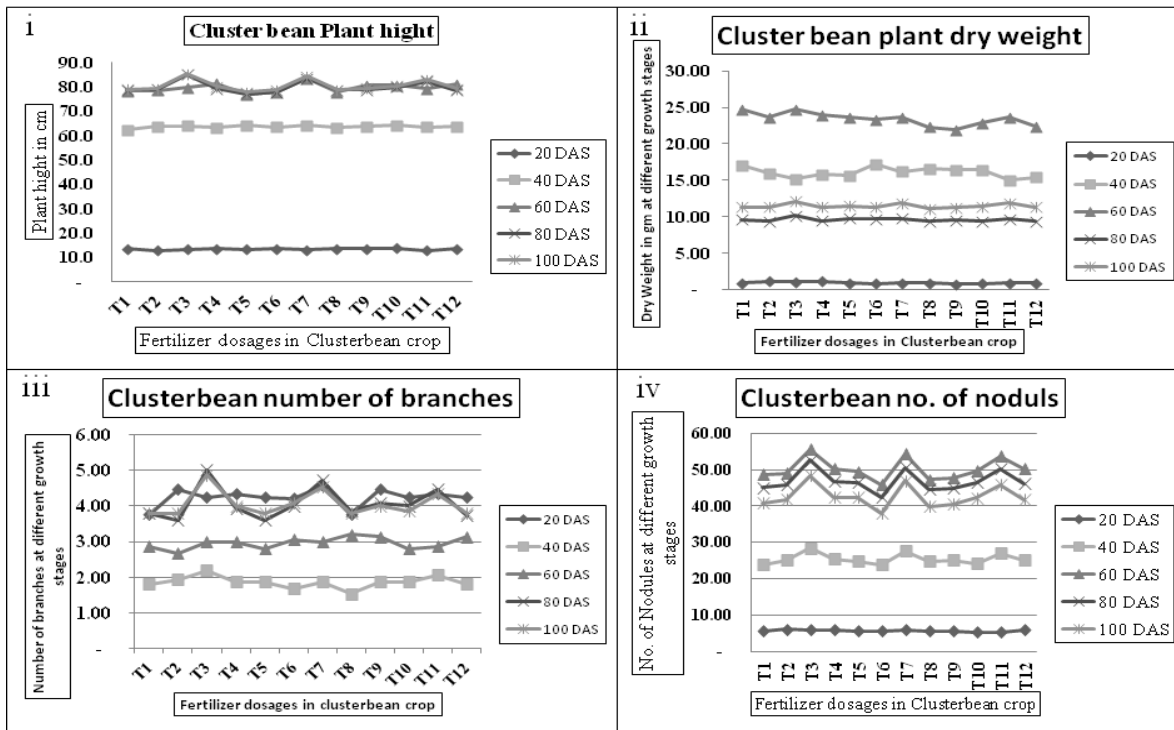 i
Cluster bean Plant hight
Plant hight in cm
90.0
80.0
70.0
60.0
50.0
40.0
30.0
20.0
10.0
-
T1 T2 T3 T4 T5 T6 T7 T8 T9 T10 T11 T12
Fertilizer dosages in Clusterbean crop
20 DAS
40 DAS
60 DAS
80 DAS
100 DAS
ii
Cluster bean plant dry weight
Dry Weight in gm at different growth stages
30.00
25.00
20.00
15.00
10.00
5.00
-
T1 T2 T3 T4 T5 T6 T7 T8 T9 T10 T11 T12
Fertilizer dosages in Clusterbean crop
20 DAS
40 DAS
60 DAS
80 DAS
100 DAS
iii
Clusterbean number of branches
Number of branches at different growth
stages
6.00
5.00
4.00
3.00
2.00
1.00
-
T1 T2 T3 T4 T5 T6 T7 T8 T9 T10 T11 T12
Fertilizer dosages in clusterbean crop
20 DAS
40 DAS
60 DAS
80 DAS
100 DAS
iv
Clusterbean no. of noduls
No. of Nodules at different growth
stages
60.00
50.00
40.00
30.00
20.00
10.00
-
T1 T2 T3 T4 T5 T6 T7 T8 T9 T10 T11 T12
Fertilizer dosages in Clusterbean crop
20 DAS
40 DAS
60 DAS
80 DAS
100 DAS